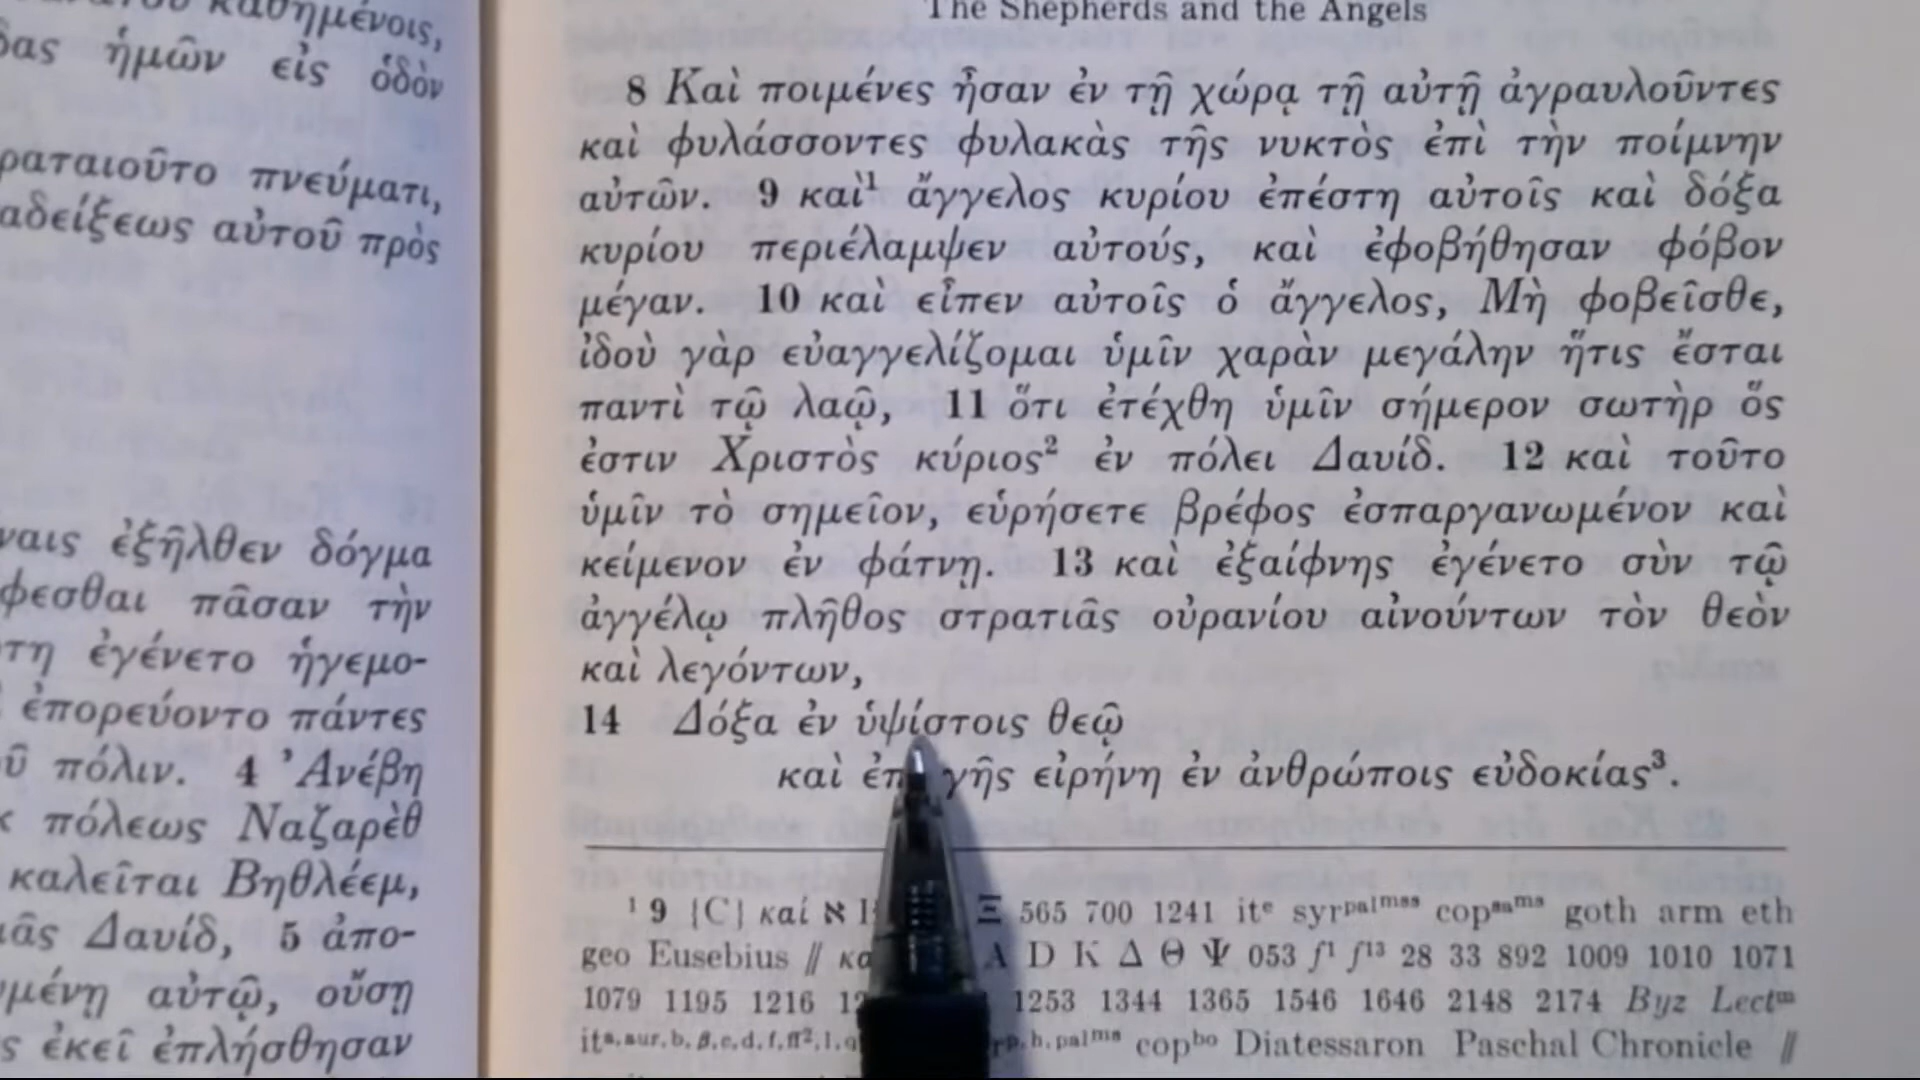 καθημένοις,
ἡμῶν εἰς ὁδὸν
πνεύματι,
αὐτοῦ πρὸς
ἐξῆλθεν δόγμα
πᾶσαν τὴν
ἐγένετο ἡγεμο-
ἐπορεύοντο πάντες
πόλιν. 4 Ἀνέβη
πόλεως Ναζαρὲθ
καλεῖται Βηθλέεμ,
Δαυίδ, 5 ἀπο-
αὐτῷ, οὔσῃ
ἐκεῖ ἐπλήσθησαν
The Shepherds and the Angels
8 Καὶ ποιμένες ἦσαν ἐν τῇ χώρᾳ τῇ αὐτῇ ἀγραυλοῦντες
καὶ φυλάσσοντες φυλακὰς τῆς νυκτὸς ἐπὶ τὴν ποίμνην
αὐτῶν. 9 καὶ¹ ἄγγελος κυρίου ἐπέστη αὐτοῖς καὶ δόξα
κυρίου περιέλαμψεν αὐτούς, καὶ ἐφοβήθησαν φόβον
μέγαν. 10 καὶ εἶπεν αὐτοῖς ὁ ἄγγελος, Μὴ φοβεῖσθε,
ἰδοὺ γὰρ εὐαγγελίζομαι ὑμῖν χαρὰν μεγάλην ἥτις ἔσται
παντὶ τῷ λαῷ, 11 ὅτι ἐτέχθη ὑμῖν σήμερον σωτὴρ ὅς
ἐστιν Χριστὸς κύριος² ἐν πόλει Δαυίδ. 12 καὶ τοῦτο
ὑμῖν τὸ σημεῖον, εὑρήσετε βρέφος ἐσπαργανωμένον καὶ
κείμενον ἐν φάτνῃ. 13 καὶ ἐξαίφνης ἐγένετο σὺν τῷ
ἀγγέλῳ πλῆθος στρατιᾶς οὐρανίου αἰνούντων τὸν θεὸν
καὶ λεγόντων,
14 Δόξα ἐν ὑψίστοις θεῷ
καὶ ἐπ γῆς εἰρήνη ἐν ἀνθρώποις εὐδοκίας³.
¹ 9 {C} καί א Ξ 565 700 1241 itᵉ syrᵖᵃˡᵐˢˢ copˢᵃᵐˢ goth arm eth
geo Eusebius // A D K Δ Θ Ψ 053 f¹ f¹³ 28 33 892 1009 1010 1071
1079 1195 1216 1253 1344 1365 1546 1646 2148 2174 Byz Lectᵐ
copᵇᵒ Diatessaron Paschal Chronicle //